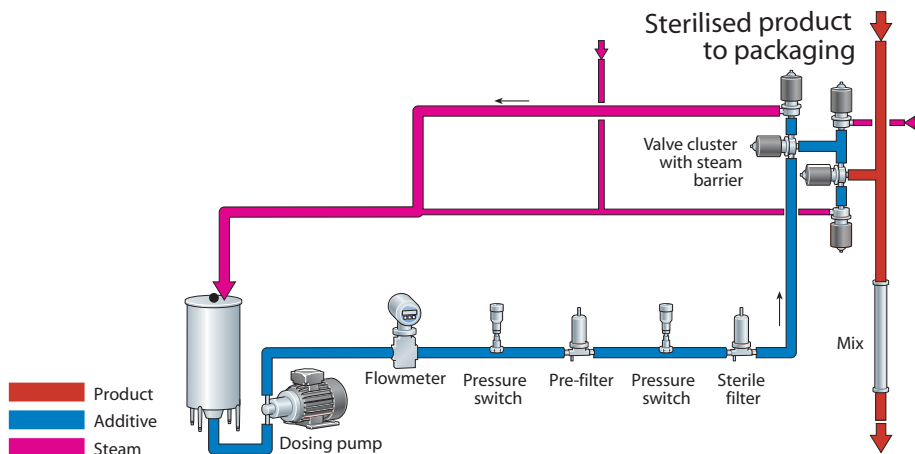 Sterilised product
to packaging
Valve cluster
with steam
barrier
Mix
Flowmeter
Pressure
switch
Pre-filter
Pressure
switch
Sterile
filter
Dosing pump
Product
Additive
Steam